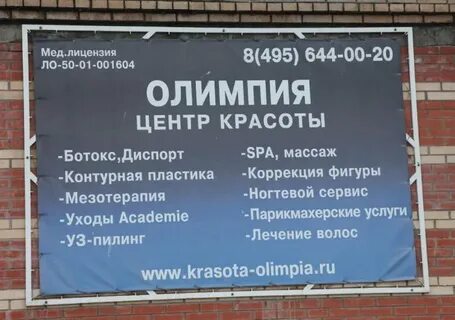 Мед.лицензия
ЛО-50-01-001604
8(495) 644-00-20
ОЛИМПИЯ
ЦЕНТР КРАСОТЫ
-Ботокс,Диспорт
-Контурная пластика
-Мезотерапия
-Уходы Academie
-УЗ-пилинг
-SPA, массаж
-Коррекция фигуры
-Ногтевой сервис
-Парикмахерские услуги
-Лечение волос
www.krasota-olimpia.ru